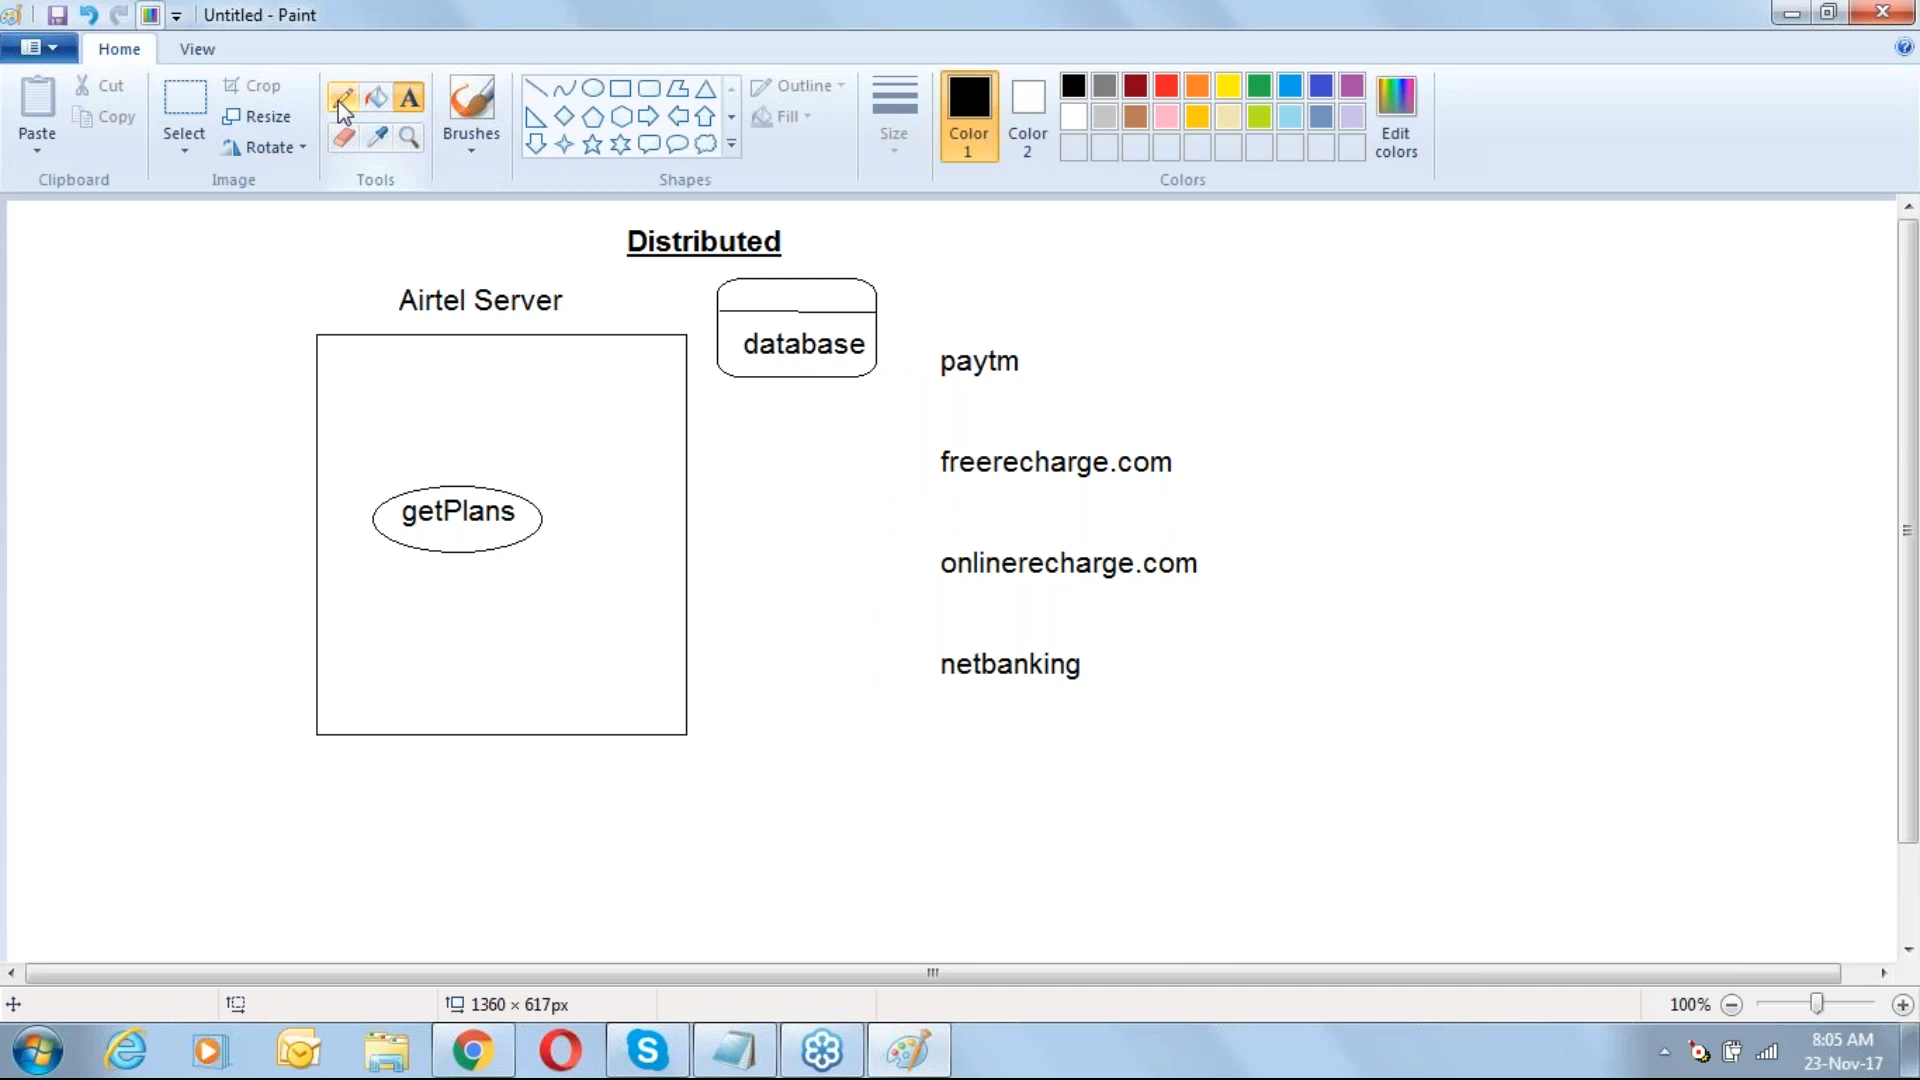 Untitled - Paint
Home
View
Paste
Cut
Copy
Clipboard
Select
Crop
Resize
Rotate
Image
A
Tools
Brushes
Shapes
Outline
Fill
Size
Color 1
Color 2
Edit colors
Colors
Distributed
Airtel Server
database
paytm
freerecharge.com
getPlans
onlinerecharge.com
netbanking
1360 × 617px
100%
8:05 AM
23-Nov-17